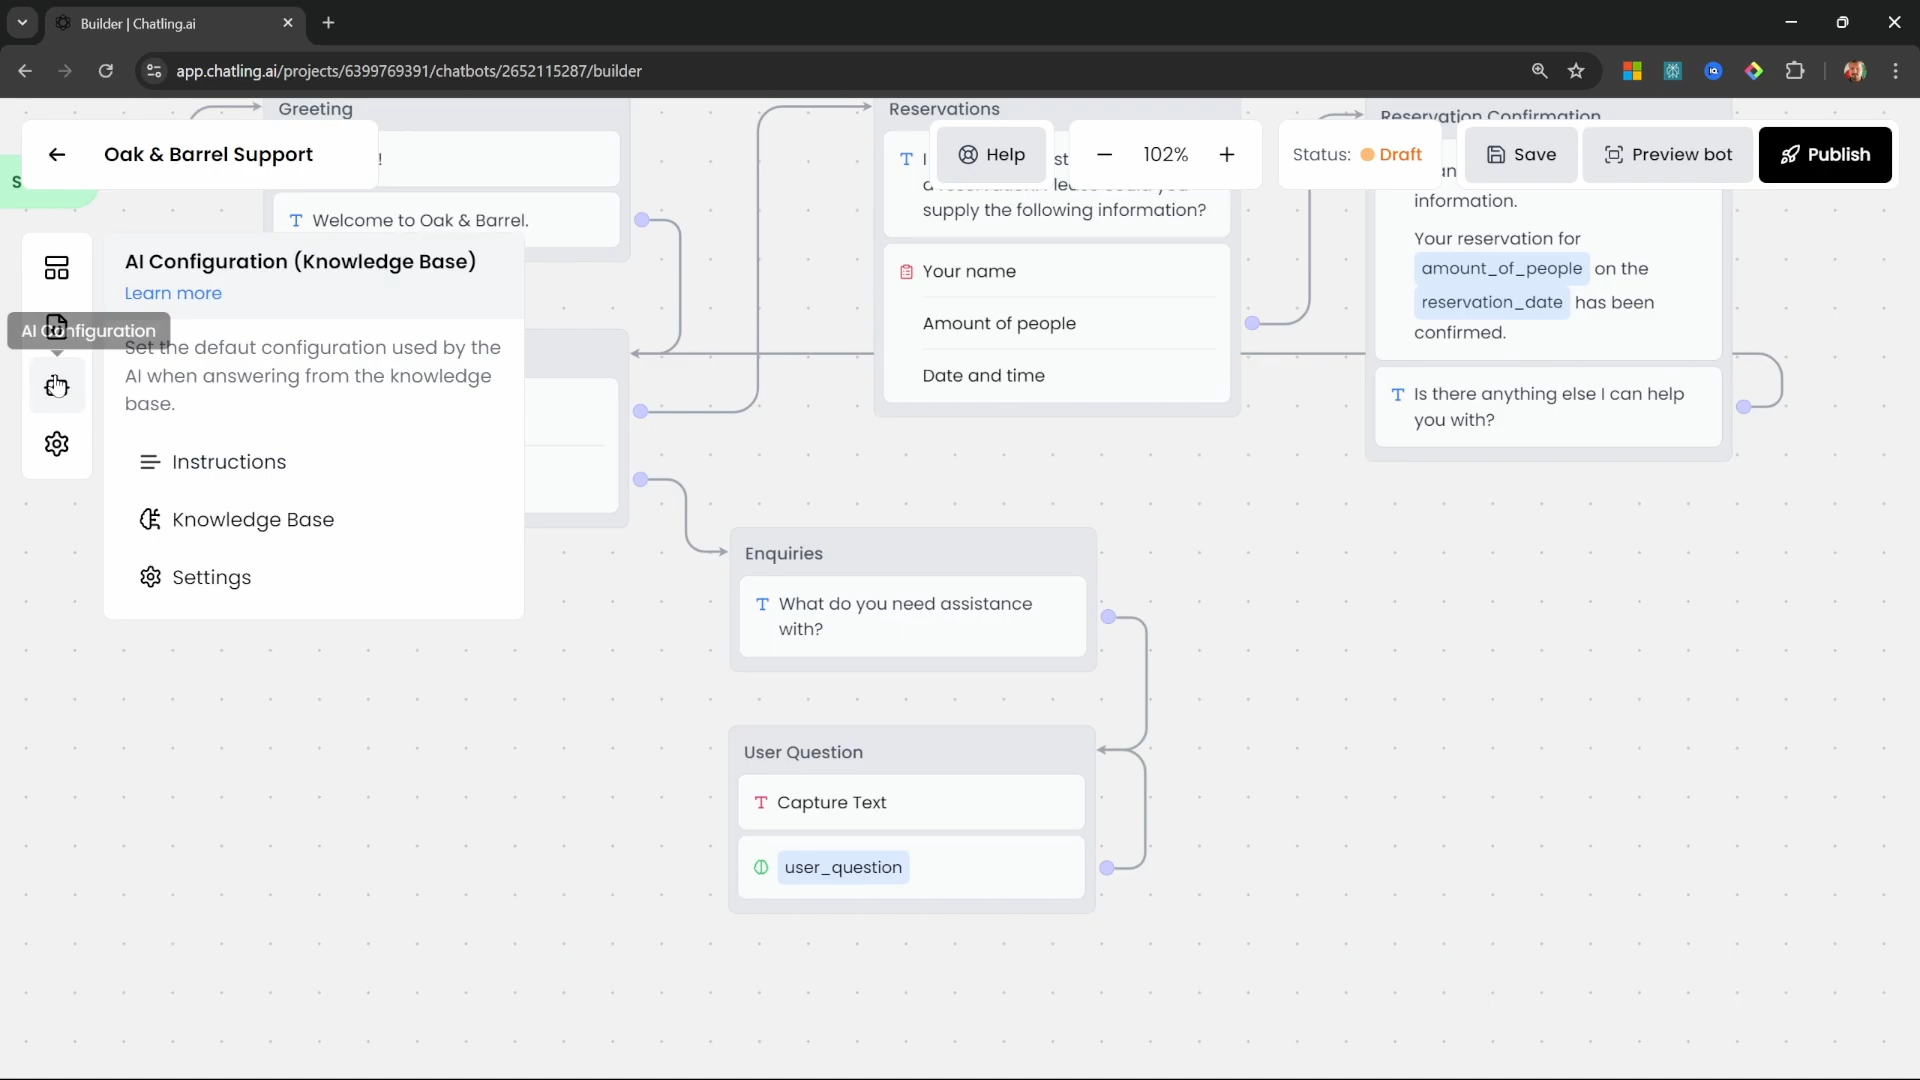 Builder | Chatling.ai
app.chatling.ai/projects/6399769391/chatbots/2652115287/builder
Greeting
Reservations
Reservation Confirmation
Oak & Barrel Support
!
Help
102%
Status: Draft
Save
Preview bot
Publish
S
I
st
supply the following information?
information.
Welcome to Oak & Barrel.
Your reservation for
amount_of_people on the
reservation_date has been
confirmed.
AI Configuration (Knowledge Base)
Learn more
Your name
Amount of people
Date and time
AI Configuration
Set the defaut configuration used by the
AI when answering from the knowledge
base.
Is there anything else I can help
you with?
Instructions
Knowledge Base
Settings
Enquiries
What do you need assistance
with?
User Question
Capture Text
user_question